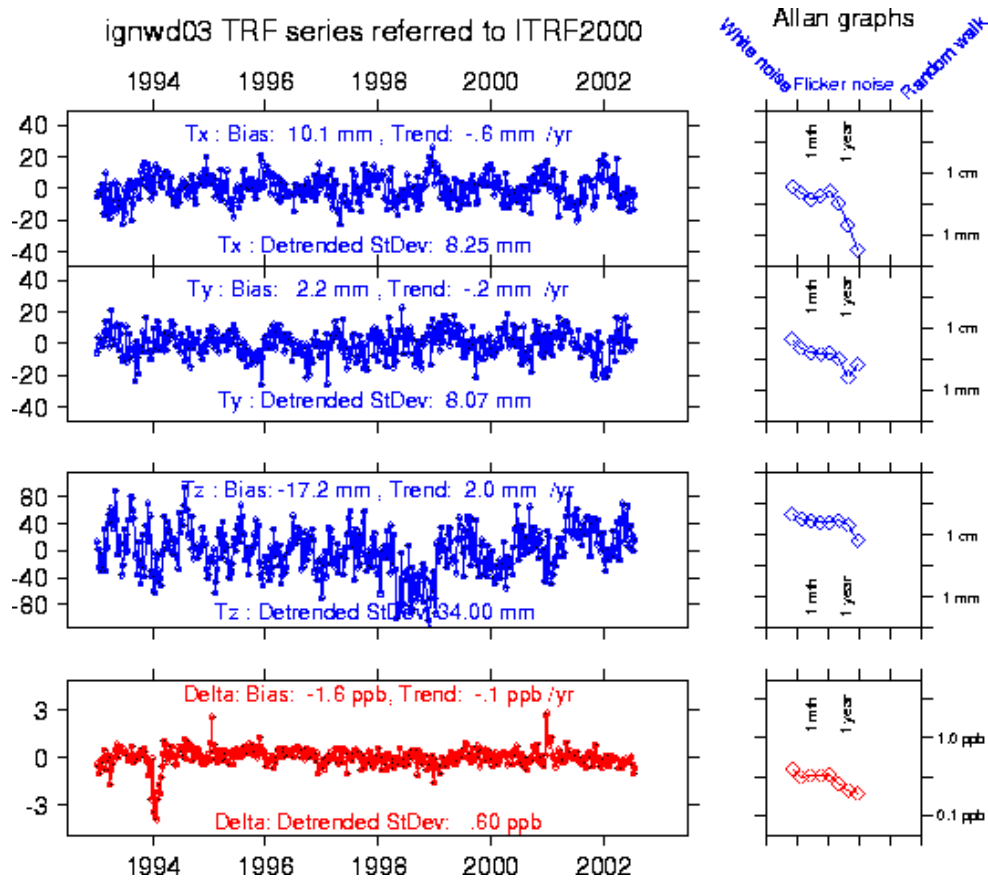 ignwd03 TRF series referred to ITRF2000
Allan graphs
White noise
Flicker noise
Random walk
1994 1996 1998 2000 2002
40
20
0
-20
-40
Tx : Bias: 10.1 mm , Trend: -.6 mm /yr
Tx : Detrended StDev: 8.25 mm
1 mth
1 year
1 cm
1 mm
40
20
0
-20
-40
Ty : Bias: 2.2 mm , Trend: -.2 mm /yr
Ty : Detrended StDev: 8.07 mm
1 mth
1 year
1 cm
1 mm
80
40
0
-40
-80
Tz : Bias: -17.2 mm , Trend: 2.0 mm /yr
Tz : Detrended StDev: 34.00 mm
1 mth
1 year
1 cm
1 mm
3
0
-3
Delta: Bias: -1.6 ppb, Trend: -.1 ppb /yr
Delta: Detrended StDev: .60 ppb
1 mth
1 year
1.0 ppb
0.1 ppb
1994 1996 1998 2000 2002